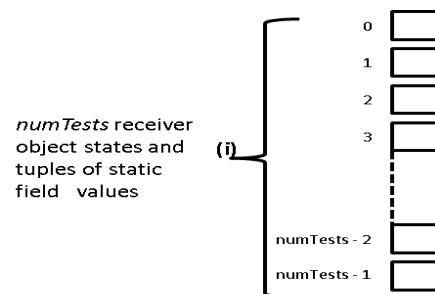 0
1
2
3
numTests receiver
object states and
tuples of static
field values
(i)
numTests - 2
numTests - 1